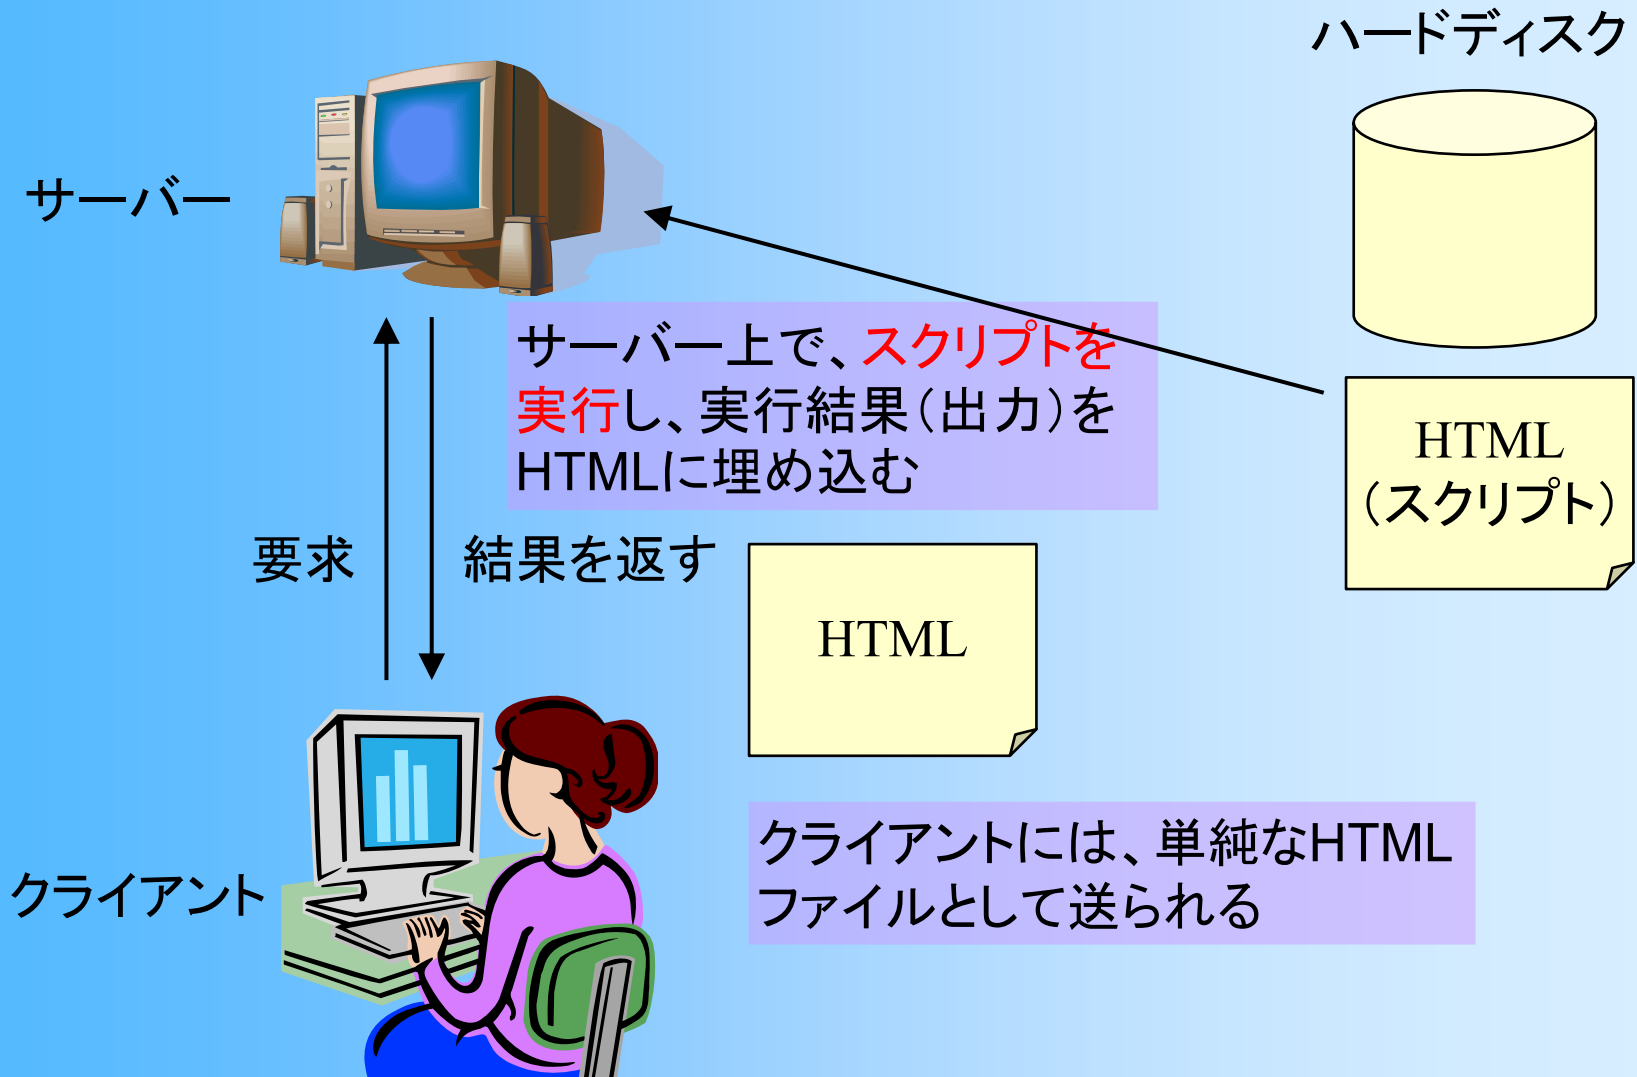 ハードディスク
サーバー
サーバー上で、スクリプトを
実行し、実行結果(出力)を
HTMLに埋め込む
HTML
(スクリプト)
要求
結果を返す
HTML
クライアント
クライアントには、単純なHTML
ファイルとして送られる